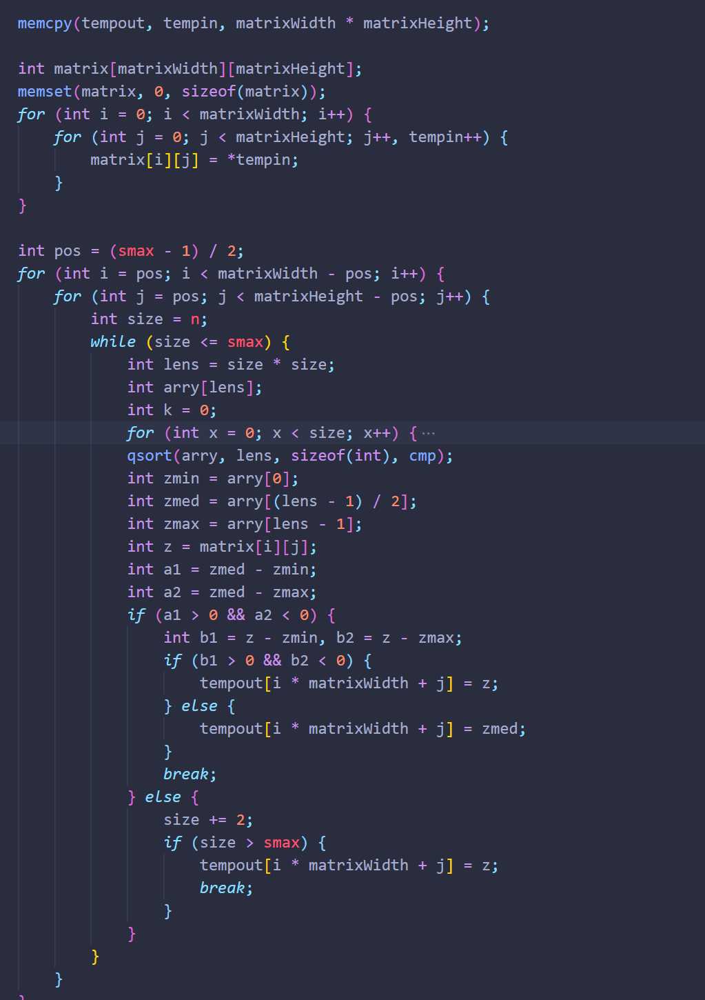 memcpy(tempout, tempin, matrixWidth * matrixHeight);

int matrix[matrixWidth][matrixHeight];
memset(matrix, 0, sizeof(matrix));
for (int i = 0; i < matrixWidth; i++) {
    for (int j = 0; j < matrixHeight; j++, tempin++) {
        matrix[i][j] = *tempin;
    }
}

int pos = (smax - 1) / 2;
for (int i = pos; i < matrixWidth - pos; i++) {
    for (int j = pos; j < matrixHeight - pos; j++) {
        int size = n;
        while (size <= smax) {
            int lens = size * size;
            int arry[lens];
            int k = 0;
            for (int x = 0; x < size; x++) {···
            qsort(arry, lens, sizeof(int), cmp);
            int zmin = arry[0];
            int zmed = arry[(lens - 1) / 2];
            int zmax = arry[lens - 1];
            int z = matrix[i][j];
            int a1 = zmed - zmin;
            int a2 = zmed - zmax;
            if (a1 > 0 && a2 < 0) {
                int b1 = z - zmin, b2 = z - zmax;
                if (b1 > 0 && b2 < 0) {
                    tempout[i * matrixWidth + j] = z;
                } else {
                    tempout[i * matrixWidth + j] = zmed;
                }
                break;
            } else {
                size += 2;
                if (size > smax) {
                    tempout[i * matrixWidth + j] = z;
                    break;
                }
            }
        }
    }
}